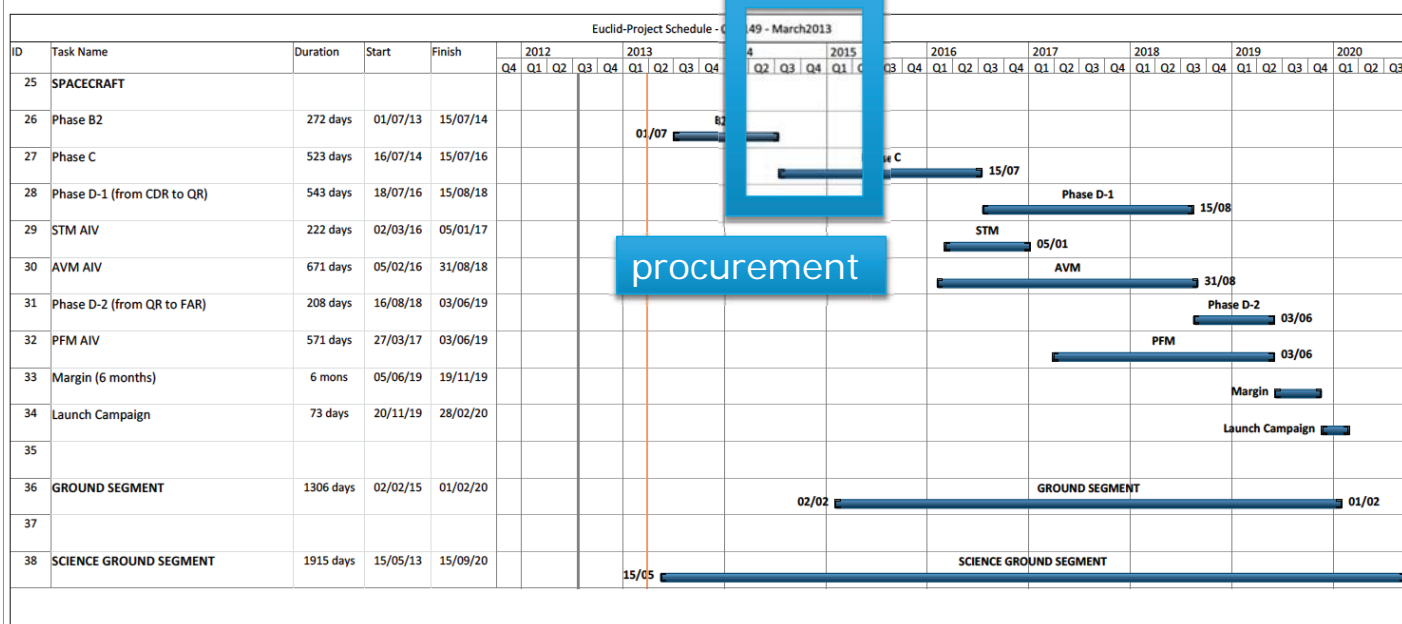 Euclid-Project Schedule - 149 - March2013
ID Task Name Duration Start Finish 2012 2013 4 2015 2016 2017 2018 2019 2020
Q4 Q1 Q2 Q3 Q4 Q1 Q2 Q3 Q4 Q2 Q3 Q4 Q1 Q3 Q4 Q1 Q2 Q3 Q4 Q1 Q2 Q3 Q4 Q1 Q2 Q3 Q4 Q1 Q2 Q3 Q4 Q1 Q2 Q3
25 SPACECRAFT
26 Phase B2 272 days 01/07/13 15/07/14 01/07 B2
27 Phase C 523 days 16/07/14 15/07/16 C 15/07
28 Phase D-1 (from CDR to QR) 543 days 18/07/16 15/08/18 Phase D-1 15/08
29 STM AIV 222 days 02/03/16 05/01/17 STM 05/01
procurement
30 AVM AIV 671 days 05/02/16 31/08/18 AVM 31/08
31 Phase D-2 (from QR to FAR) 208 days 16/08/18 03/06/19 Phase D-2 03/06
32 PFM AIV 571 days 27/03/17 03/06/19 PFM 03/06
33 Margin (6 months) 6 mons 05/06/19 19/11/19 Margin
34 Launch Campaign 73 days 20/11/19 28/02/20 Launch Campaign
35
36 GROUND SEGMENT 1306 days 02/02/15 01/02/20 02/02 GROUND SEGMENT 01/02
37
38 SCIENCE GROUND SEGMENT 1915 days 15/05/13 15/09/20 15/05 SCIENCE GROUND SEGMENT